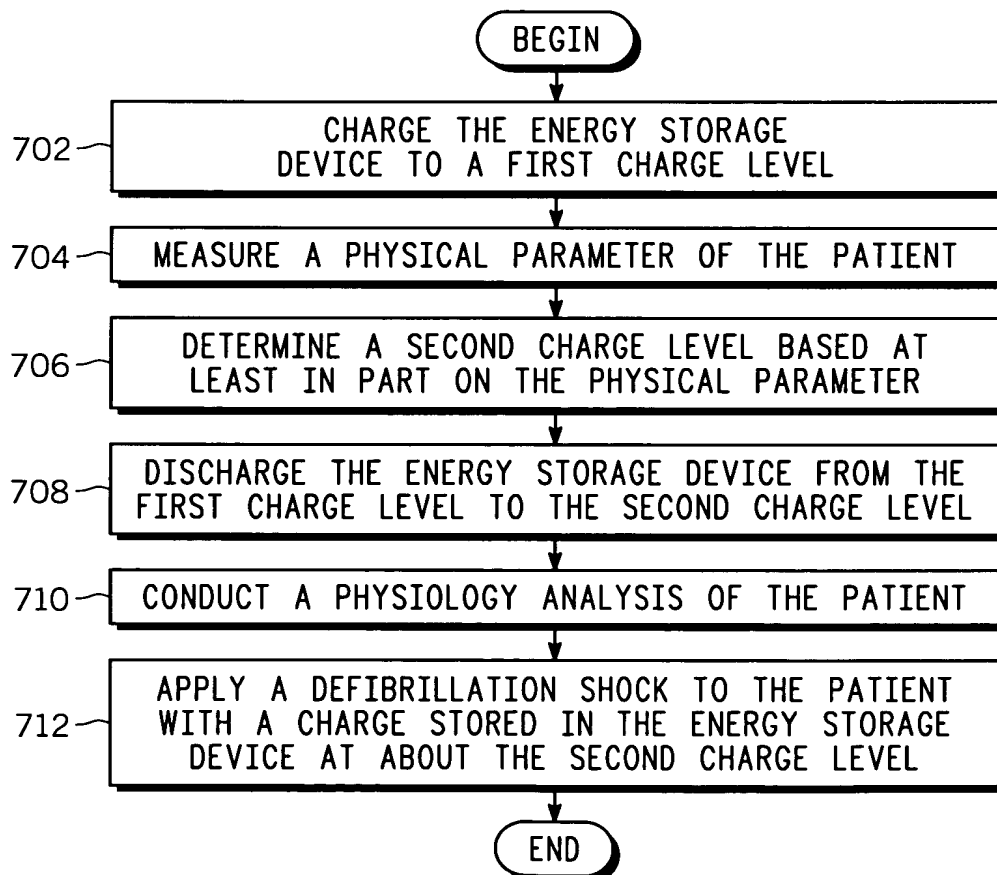 BEGIN
702
CHARGE THE ENERGY STORAGE
DEVICE TO A FIRST CHARGE LEVEL
704
MEASURE A PHYSICAL PARAMETER OF THE PATIENT
706
DETERMINE A SECOND CHARGE LEVEL BASED AT
LEAST IN PART ON THE PHYSICAL PARAMETER
708
DISCHARGE THE ENERGY STORAGE DEVICE FROM THE
FIRST CHARGE LEVEL TO THE SECOND CHARGE LEVEL
710
CONDUCT A PHYSIOLOGY ANALYSIS OF THE PATIENT
712
APPLY A DEFIBRILLATION SHOCK TO THE PATIENT
WITH A CHARGE STORED IN THE ENERGY STORAGE
DEVICE AT ABOUT THE SECOND CHARGE LEVEL
END